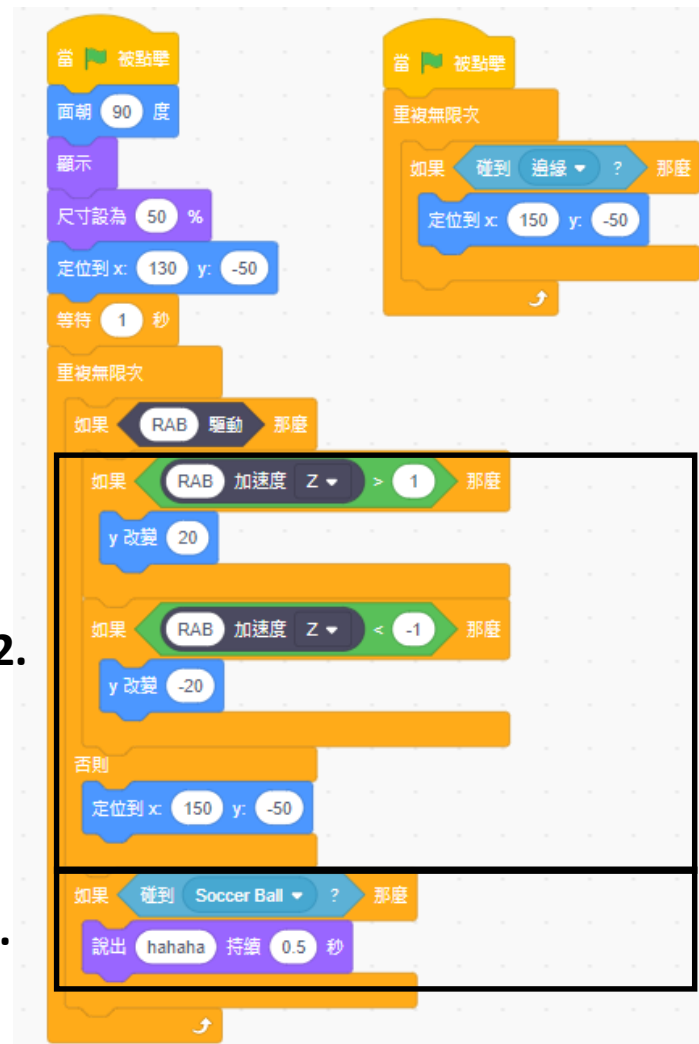 當 被點擊
面朝 90 度
顯示
尺寸設為 50 %
定位到 x: 130 y: -50
等待 1 秒
重複無限次
如果 RAB 驅動 那麼
如果 RAB 加速度 Z > 1 那麼
y 改變 20
如果 RAB 加速度 Z < -1 那麼
2.
y 改變 -20
否則
定位到 x: 150 y: -50
如果 碰到 Soccer Ball ? 那麼
.
說出 hahaha 持續 0.5 秒
當 被點擊
重複無限次
如果 碰到 邊緣 ? 那麼
定位到 x: 150 y: -50